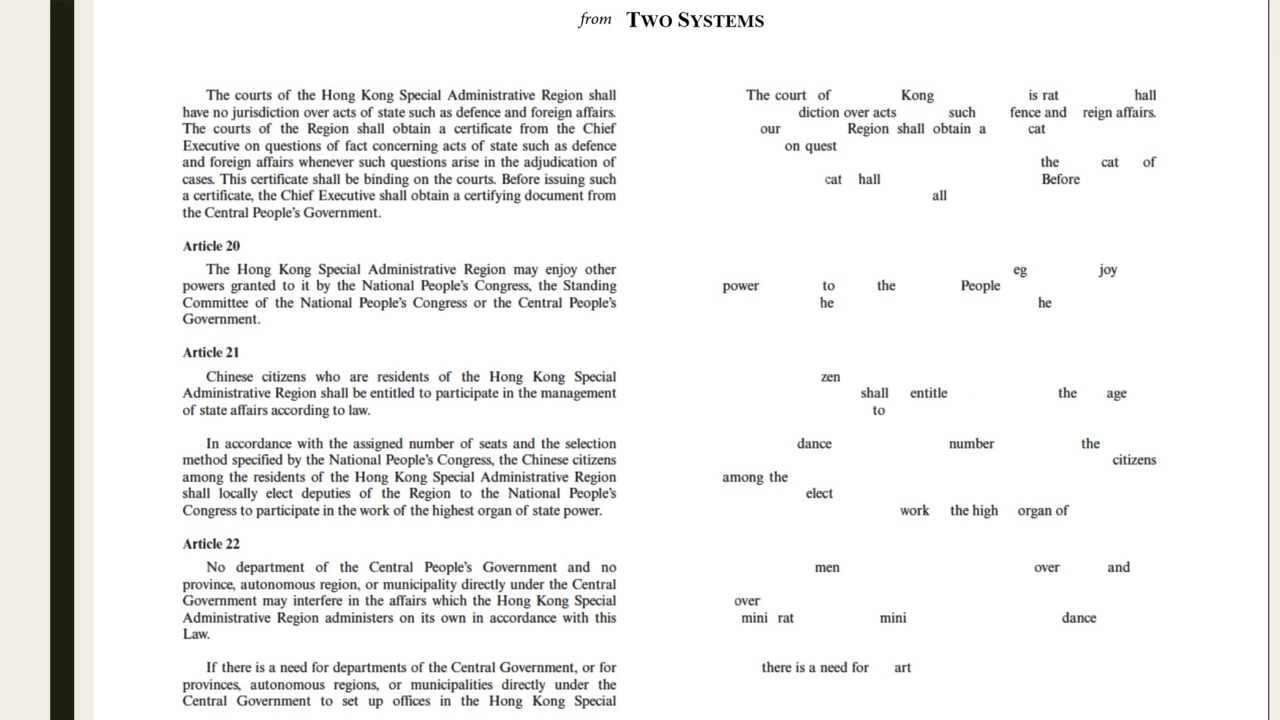 from TWO SYSTEMS
The courts of the Hong Kong Special Administrative Region shall
have no jurisdiction over acts of state such as defence and foreign affairs.
The courts of the Region shall obtain a certificate from the Chief
Executive on questions of fact concerning acts of state such as defence
and foreign affairs whenever such questions arise in the adjudication of
cases. This certificate shall be binding on the courts. Before issuing such
a certificate, the Chief Executive shall obtain a certifying document from
the Central People's Government.
Article 20
The Hong Kong Special Administrative Region may enjoy other
powers granted to it by the National People's Congress, the Standing
Committee of the National People's Congress or the Central People's
Government.
Article 21
Chinese citizens who are residents of the Hong Kong Special
Administrative Region shall be entitled to participate in the management
of state affairs according to law.
In accordance with the assigned number of seats and the selection
method specified by the National People's Congress, the Chinese citizens
among the residents of the Hong Kong Special Administrative Region
shall locally elect deputies of the Region to the National People's
Congress to participate in the work of the highest organ of state power.
Article 22
No department of the Central People's Government and no
province, autonomous region, or municipality directly under the Central
Government may interfere in the affairs which the Hong Kong Special
Administrative Region administers on its own in accordance with this
Law.
If there is a need for departments of the Central Government, or for
provinces, autonomous regions, or municipalities directly under the
Central Government to set up offices in the Hong Kong Special
The court of Kong is rat hall
diction over acts such fence and reign affairs.
our Region shall obtain a cat
on quest
the cat of
cat hall Before
all
eg joy
power to the People
he he
zen
shall entitle the age
to
dance number the
citizens
among the
elect
work the high organ of
men over and
over
mini rat mini dance
there is a need for art